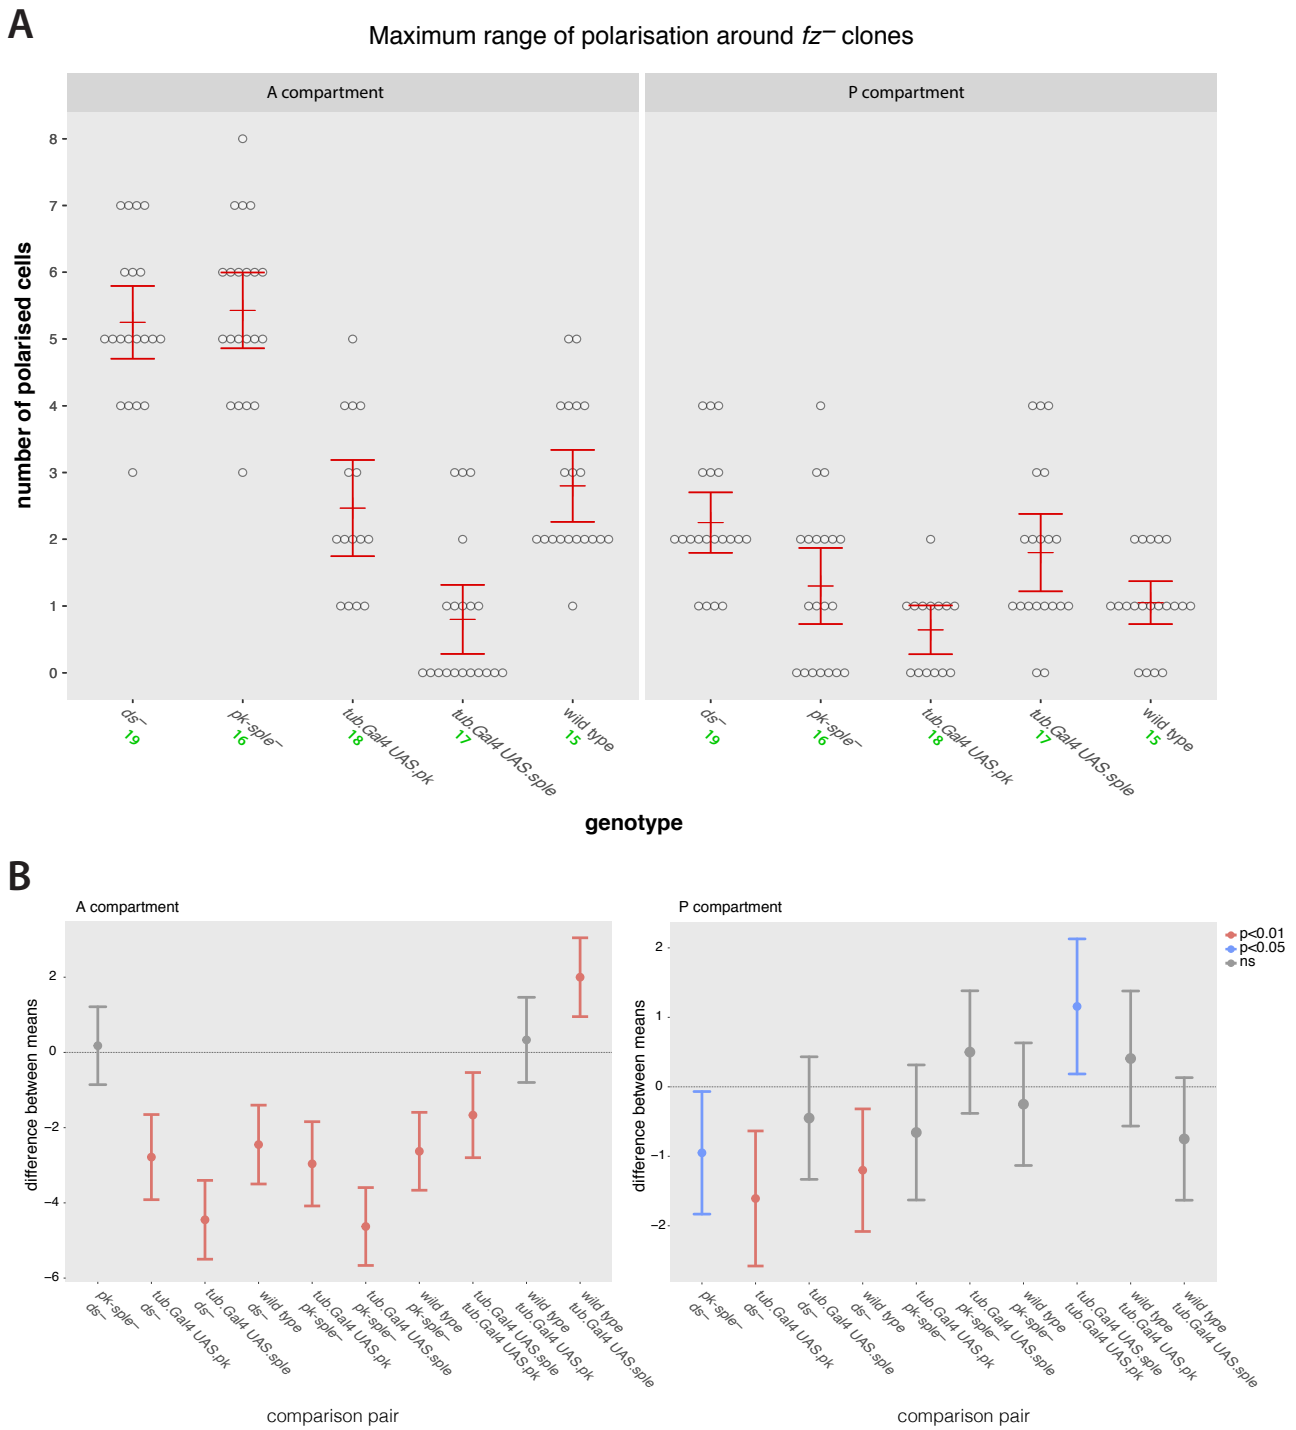 A
Maximum range of polarisation around fz– clones
A compartment
P compartment
number of polarised cells
8
7
6
5
4
3
2
1
0
ds–
19
pk-sple–
16
tub.Gal4 UAS.pk
18
tub.Gal4 UAS.sple
17
wild type
15
ds–
19
pk-sple–
16
tub.Gal4 UAS.pk
18
tub.Gal4 UAS.sple
17
wild type
15
genotype
B
A compartment
difference between means
2
0
−2
−4
−6
pk-sple–
ds–
tub.Gal4 UAS.pk
ds–
tub.Gal4 UAS.sple
ds–
wild type
ds–
tub.Gal4 UAS.pk
pk-sple–
tub.Gal4 UAS.sple
pk-sple–
wild type
pk-sple–
tub.Gal4 UAS.sple
tub.Gal4 UAS.pk
wild type
tub.Gal4 UAS.pk
wild type
tub.Gal4 UAS.sple
comparison pair
P compartment
difference between means
2
1
0
−1
−2
pk-sple–
ds–
tub.Gal4 UAS.pk
ds–
tub.Gal4 UAS.sple
ds–
wild type
ds–
tub.Gal4 UAS.pk
pk-sple–
tub.Gal4 UAS.sple
pk-sple–
wild type
pk-sple–
tub.Gal4 UAS.sple
tub.Gal4 UAS.pk
wild type
tub.Gal4 UAS.pk
wild type
tub.Gal4 UAS.sple
comparison pair
p<0.01
p<0.05
ns